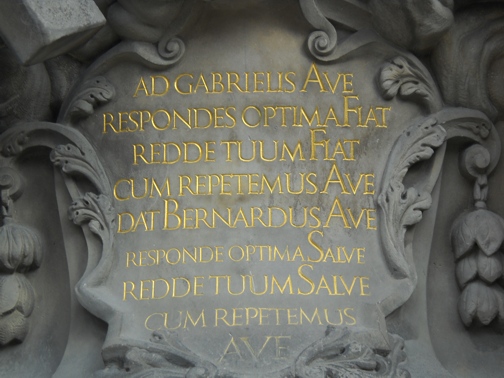 AD GABRIELIS AVE
RESPONDES OPTIMA FIAT
REDDE TUUM FIAT
CUM REPETEMUS AVE
DAT BERNARDUS AVE
RESPONDE OPTIMA SALVE
REDDE TUUM SALVE
CUM REPETEMUS
AVE